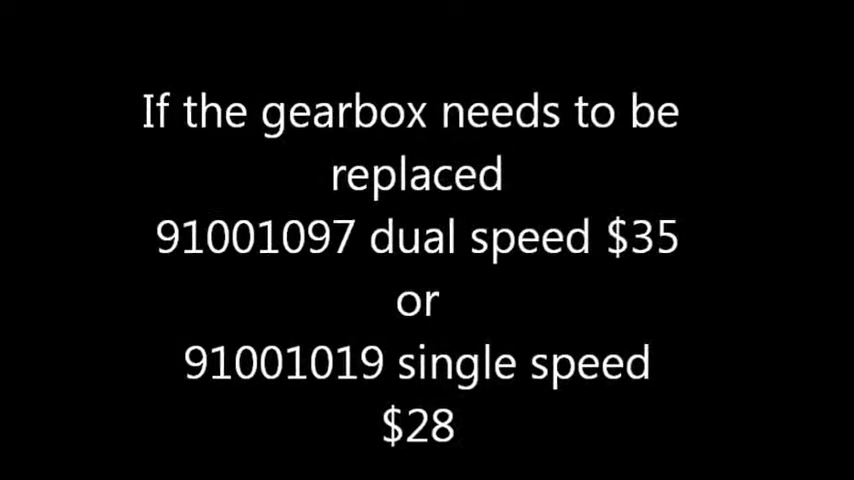 If the gearbox needs to be
replaced
91001097 dual speed $35
or
91001019 single speed
$28